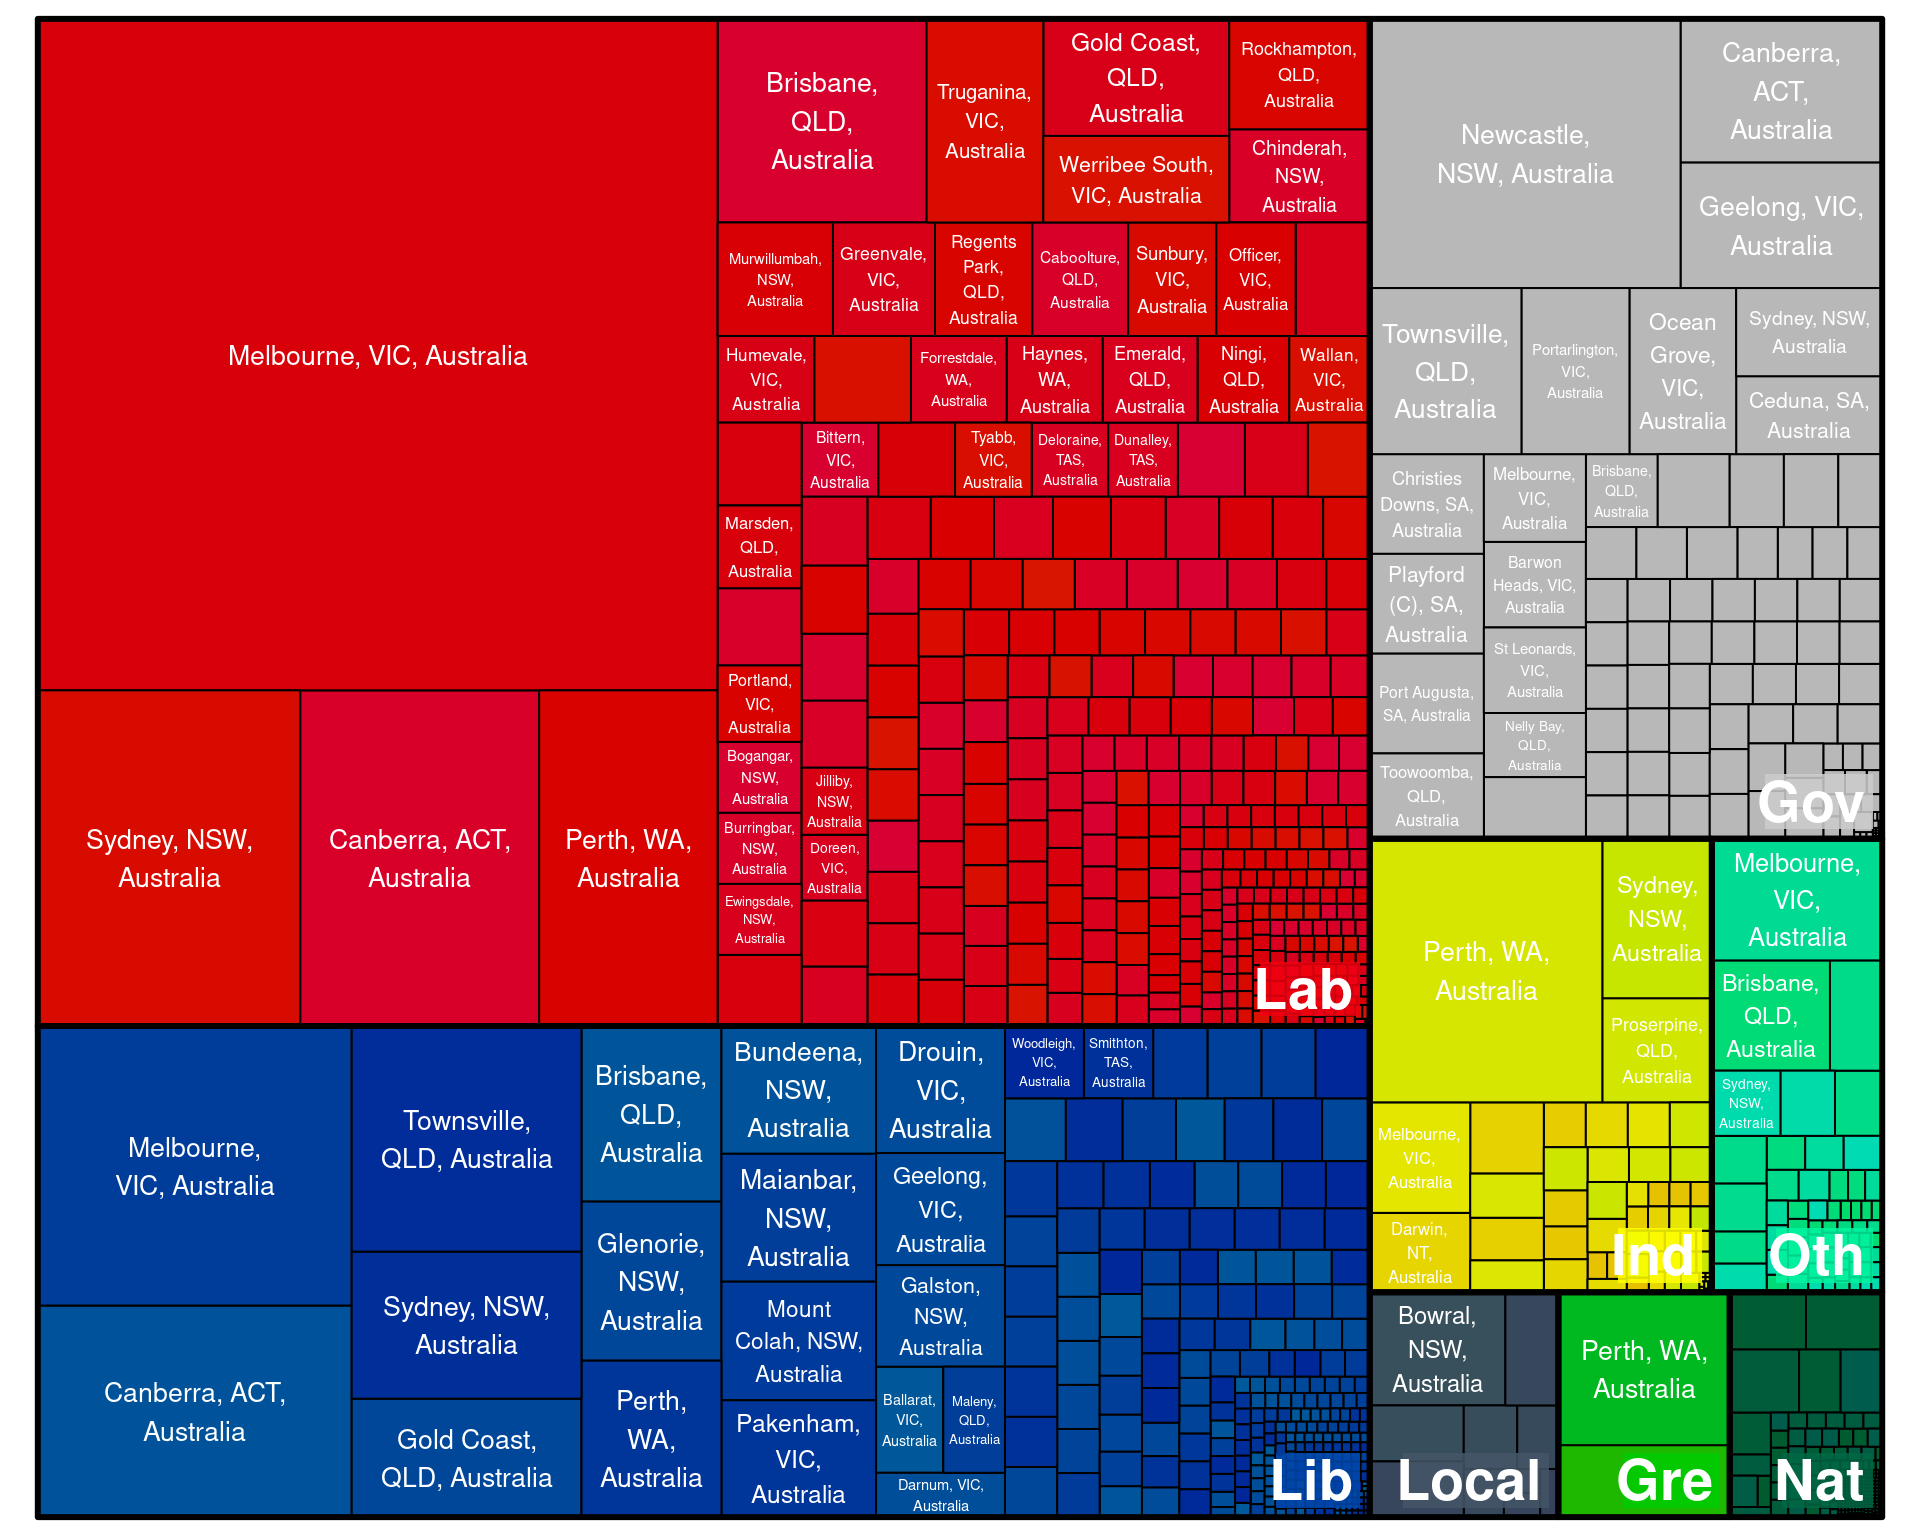 Melbourne, VIC, Australia
Sydney, NSW,
Australia
Canberra, ACT,
Australia
Perth, WA,
Australia
Brisbane,
QLD,
Australia
Truganina,
VIC,
Australia
Gold Coast,
QLD,
Australia
Werribee South,
VIC, Australia
Rockhampton,
QLD,
Australia
Chinderah,
NSW,
Australia
Murwillumbah,
NSW,
Australia
Greenvale,
VIC,
Australia
Regents
Park,
QLD,
Australia
Caboolture,
QLD,
Australia
Sunbury,
VIC,
Australia
Officer,
VIC,
Australia
Humevale,
VIC,
Australia
Forrestdale,
WA,
Australia
Haynes,
WA,
Australia
Emerald,
QLD,
Australia
Ningi,
QLD,
Australia
Wallan,
VIC,
Australia
Bittern,
VIC,
Australia
Tyabb,
VIC,
Australia
Deloraine,
TAS,
Australia
Dunalley,
TAS,
Australia
Marsden,
QLD,
Australia
Portland,
VIC,
Australia
Bogangar,
NSW,
Australia
Burringbar,
NSW,
Australia
Ewingsdale,
NSW,
Australia
Jilliby,
NSW,
Australia
Doreen,
VIC,
Australia
Lab
Newcastle,
NSW, Australia
Canberra,
ACT,
Australia
Geelong, VIC,
Australia
Townsville,
QLD,
Australia
Portarlington,
VIC,
Australia
Ocean
Grove,
VIC,
Australia
Sydney, NSW,
Australia
Ceduna, SA,
Australia
Christies
Downs, SA,
Australia
Playford
(C), SA,
Australia
Port Augusta,
SA, Australia
Toowoomba,
QLD,
Australia
Melbourne,
VIC,
Australia
Barwon
Heads, VIC,
Australia
St Leonards,
VIC,
Australia
Nelly Bay,
QLD,
Australia
Brisbane,
QLD,
Australia
Gov
Melbourne,
VIC, Australia
Canberra, ACT,
Australia
Townsville,
QLD, Australia
Sydney, NSW,
Australia
Gold Coast,
QLD, Australia
Brisbane,
QLD,
Australia
Glenorie,
NSW,
Australia
Perth,
WA,
Australia
Bundeena,
NSW,
Australia
Maianbar,
NSW,
Australia
Mount
Colah, NSW,
Australia
Pakenham,
VIC,
Australia
Drouin,
VIC,
Australia
Geelong,
VIC,
Australia
Galston,
NSW,
Australia
Ballarat,
VIC,
Australia
Maleny,
QLD,
Australia
Darnum, VIC,
Australia
Woodleigh,
VIC,
Australia
Smithton,
TAS,
Australia
Lib
Perth, WA,
Australia
Sydney,
NSW,
Australia
Proserpine,
QLD,
Australia
Melbourne,
VIC,
Australia
Darwin,
NT,
Australia
Ind
Melbourne,
VIC,
Australia
Brisbane,
QLD,
Australia
Sydney,
NSW,
Australia
Oth
Bowral,
NSW,
Australia
Local
Perth, WA,
Australia
Gre
Nat